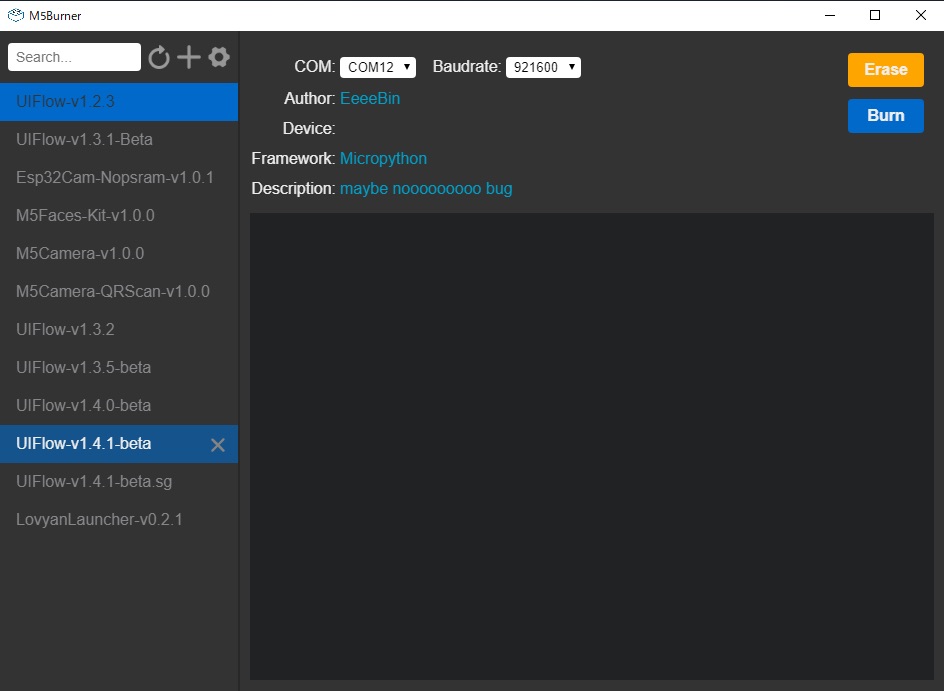 M5Burner
Search...
UIFlow-v1.2.3
UIFlow-v1.3.1-Beta
Esp32Cam-Nopsram-v1.0.1
M5Faces-Kit-v1.0.0
M5Camera-v1.0.0
M5Camera-QRScan-v1.0.0
UIFlow-v1.3.2
UIFlow-v1.3.5-beta
UIFlow-v1.4.0-beta
UIFlow-v1.4.1-beta
UIFlow-v1.4.1-beta.sg
LovyanLauncher-v0.2.1
COM: COM12 Baudrate: 921600
Author: EeeeBin
Device:
Framework: Micropython
Description: maybe nooooooooo bug
Erase
Burn